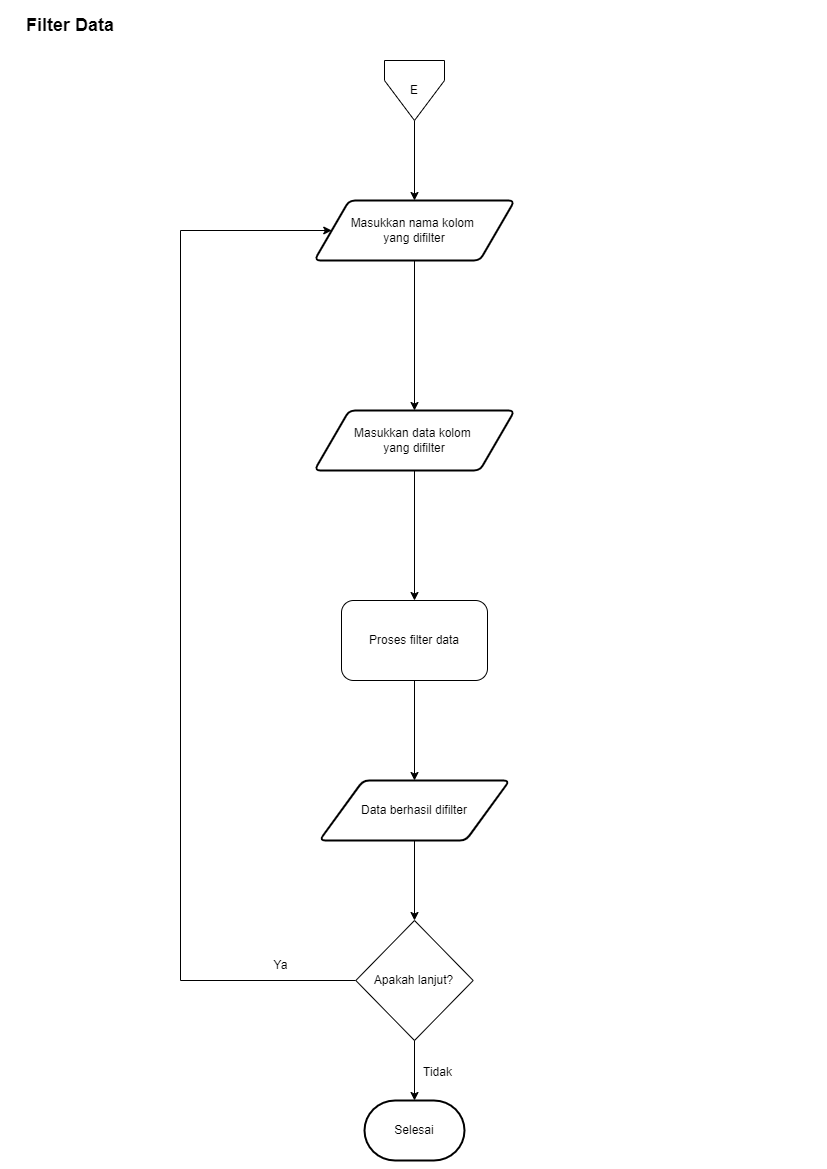 Filter Data
E
Masukkan nama kolom
yang difilter
Masukkan data kolom
yang difilter
Proses filter data
Data berhasil difilter
Ya
Apakah lanjut?
Tidak
Selesai